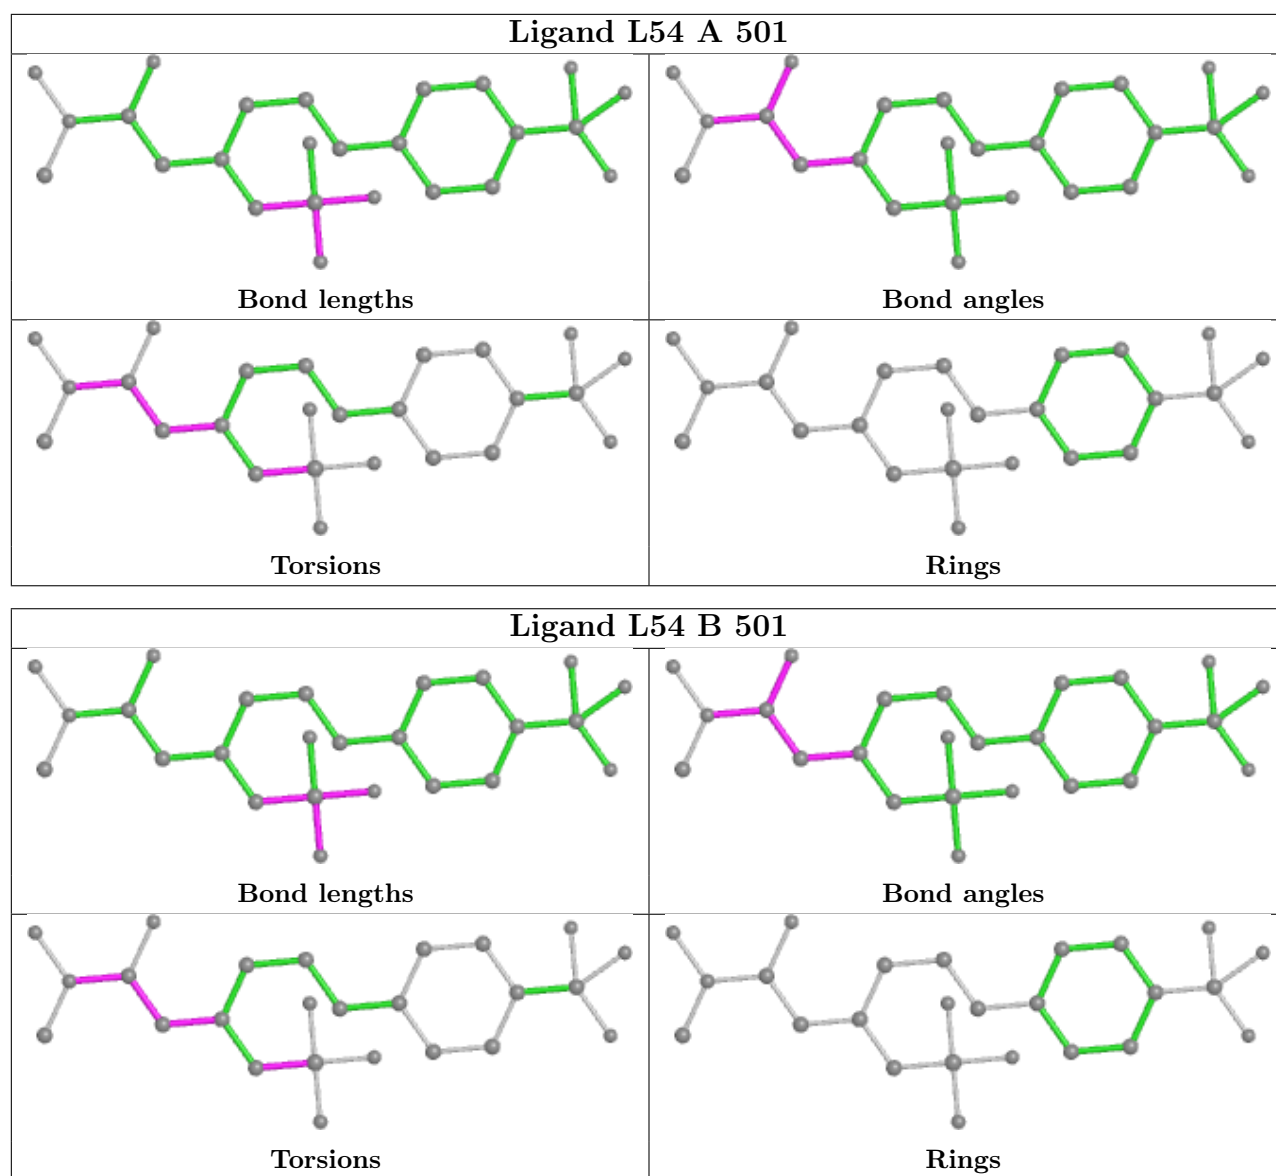 Ligand L54 A 501
Bond lengths
Bond angles
Torsions
Rings
Ligand L54 B 501
Bond lengths
Bond angles
Torsions
Rings